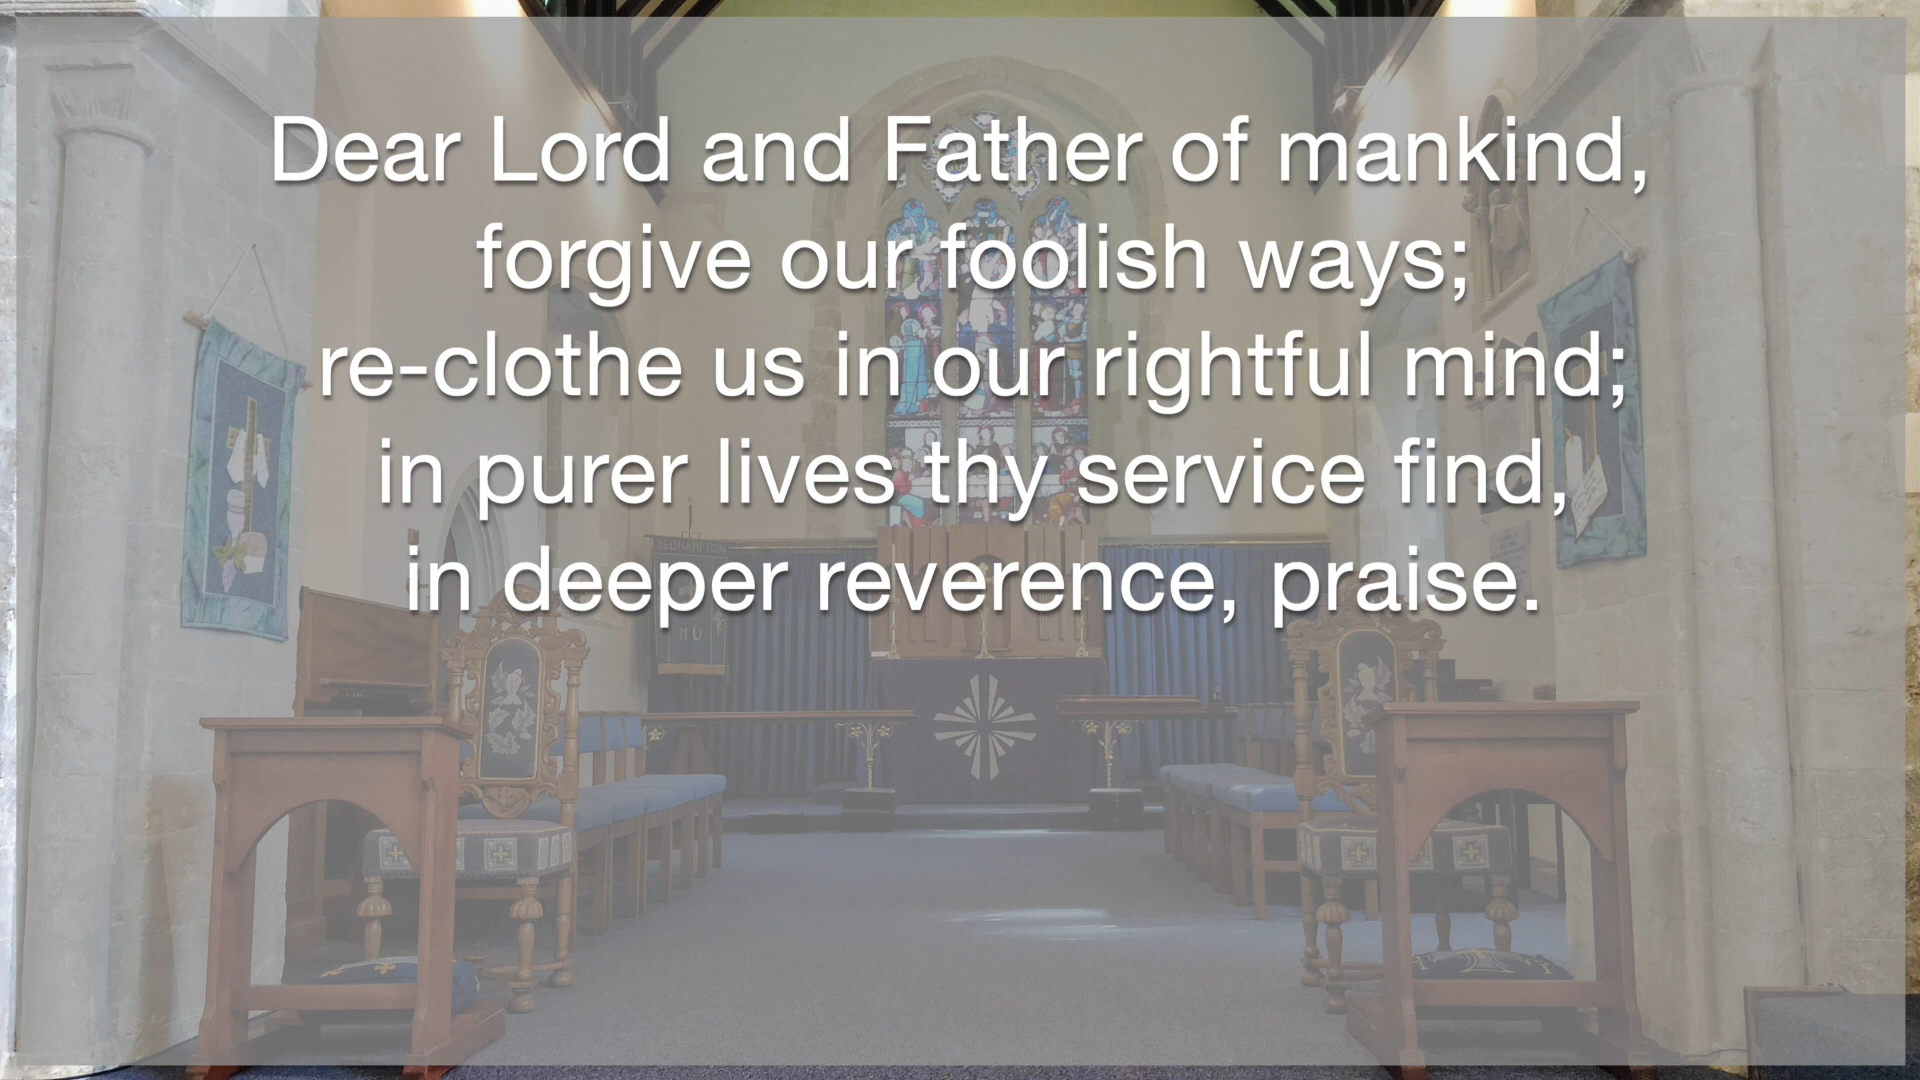 Dear Lord and Father of mankind,
forgive our foolish ways;
re-clothe us in our rightful mind;
in purer lives thy service find,
in deeper reverence, praise.
BEDHAMPTON
M U